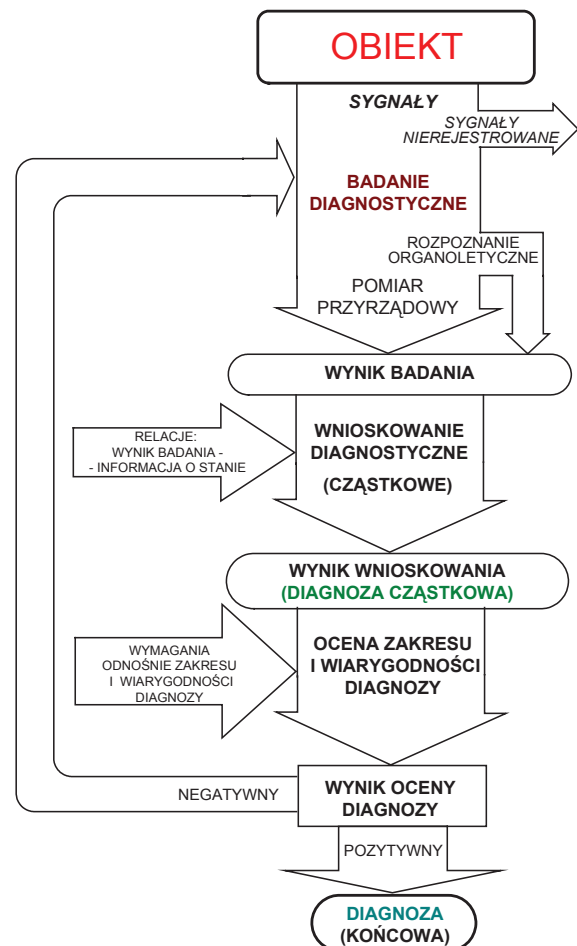 OBIEKT
SYGNAŁY
SYGNAŁY
NIEREJESTROWANE
BADANIE
DIAGNOSTYCZNE
ROZPOZNANIE
ORGANOLETYCZNE
POMIAR
PRZYRZĄDOWY
WYNIK BADANIA
RELACJE:
WYNIK BADANIA -
- INFORMACJA O STANIE
WNIOSKOWANIE
DIAGNOSTYCZNE
(CZĄSTKOWE)
WYNIK WNIOSKOWANIA
(DIAGNOZA CZĄSTKOWA)
WYMAGANIA
ODNOŚNIE ZAKRESU
I WIARYGODNOŚCI
DIAGNOZY
OCENA ZAKRESU
I WIARYGODNOŚCI
DIAGNOZY
NEGATYWNY
WYNIK OCENY
DIAGNOZY
POZYTYWNY
DIAGNOZA
(KOŃCOWA)